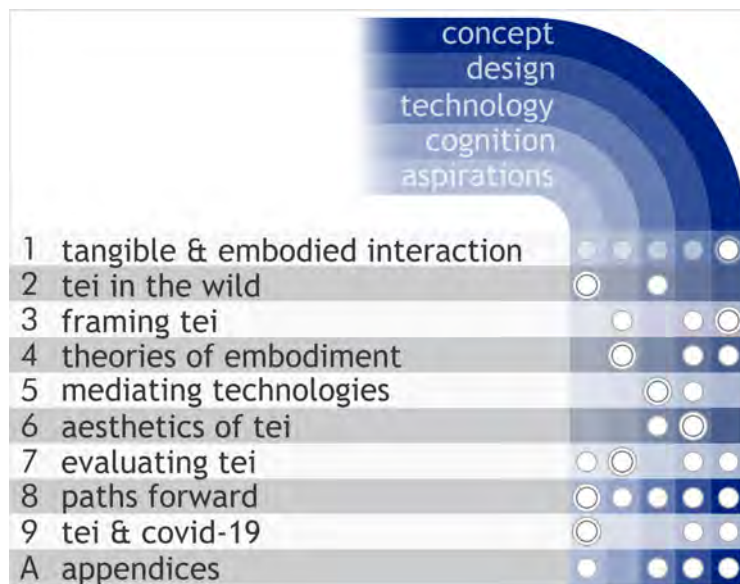 concept
design
technology
cognition
aspirations
1 tangible & embodied interaction
2 tei in the wild
3 framing tei
4 theories of embodiment
5 mediating technologies
6 aesthetics of tei
7 evaluating tei
8 paths forward
9 tei & covid-19
A appendices